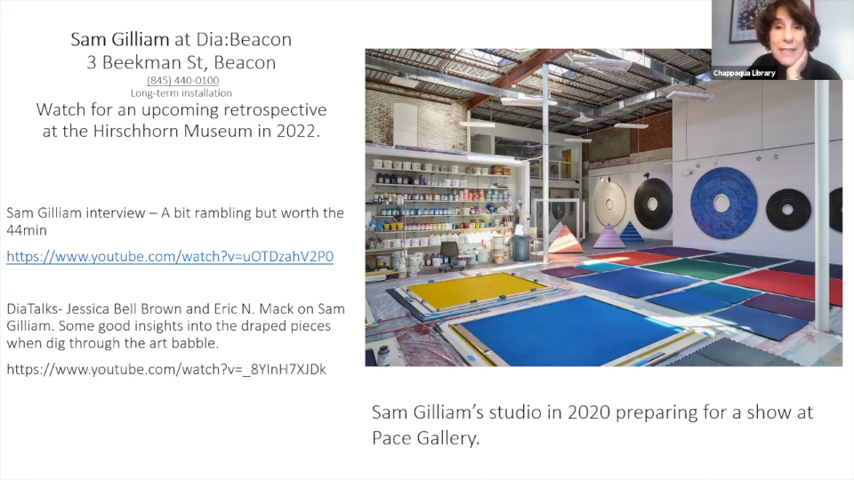 Sam Gilliam at Dia:Beacon
3 Beekman St, Beacon
(845) 440-0100
Long-term installation
Watch for an upcoming retrospective
at the Hirschhorn Museum in 2022.
Sam Gilliam interview – A bit rambling but worth the
44min
https://www.youtube.com/watch?v=uOTDzahV2P0
DiaTalks- Jessica Bell Brown and Eric N. Mack on Sam
Gilliam. Some good insights into the draped pieces
when dig through the art babble.
https://www.youtube.com/watch?v=_8YInH7XJDk
Chappaqua Library
Sam Gilliam’s studio in 2020 preparing for a show at
Pace Gallery.